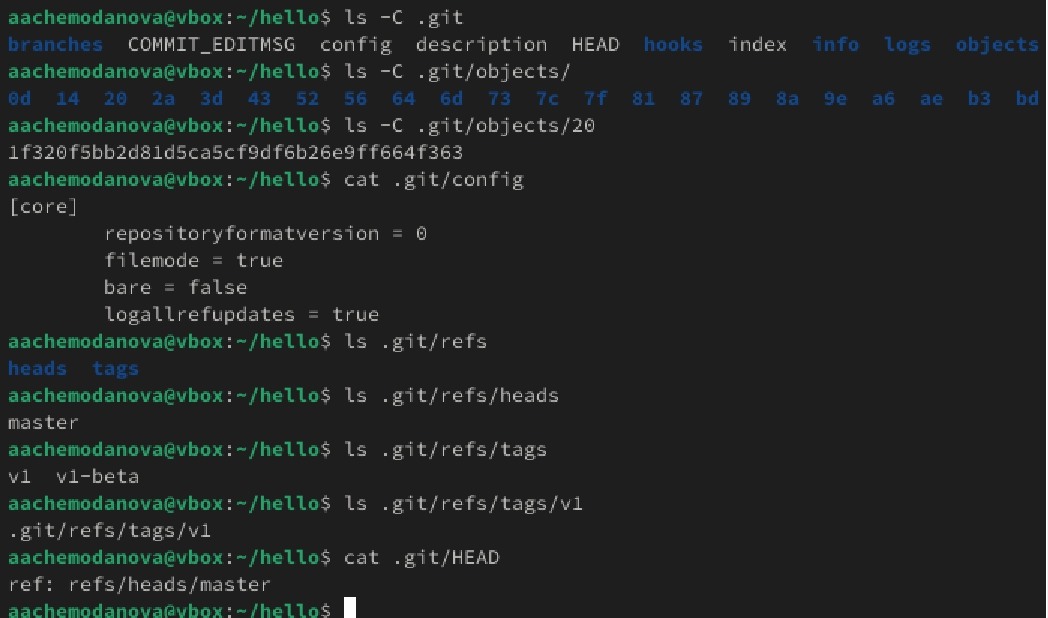 aachemodanova@vbox:~/hello$ ls -C .git
branches  COMMIT_EDITMSG  config  description  HEAD  hooks  index  info  logs  objects
aachemodanova@vbox:~/hello$ ls -C .git/objects/
0d  14  20  2a  3d  43  52  56  64  6d  73  7c  7f  81  87  89  8a  9e  a6  ae  b3  bd
aachemodanova@vbox:~/hello$ ls -C .git/objects/20
1f320f5bb2d81d5ca5cf9df6b26e9ff664f363
aachemodanova@vbox:~/hello$ cat .git/config
[core]
        repositoryformatversion = 0
        filemode = true
        bare = false
        logallrefupdates = true
aachemodanova@vbox:~/hello$ ls .git/refs
heads  tags
aachemodanova@vbox:~/hello$ ls .git/refs/heads
master
aachemodanova@vbox:~/hello$ ls .git/refs/tags
v1  v1-beta
aachemodanova@vbox:~/hello$ ls .git/refs/tags/v1
.git/refs/tags/v1
aachemodanova@vbox:~/hello$ cat .git/HEAD
ref: refs/heads/master
aachemodanova@vbox:~/hello$